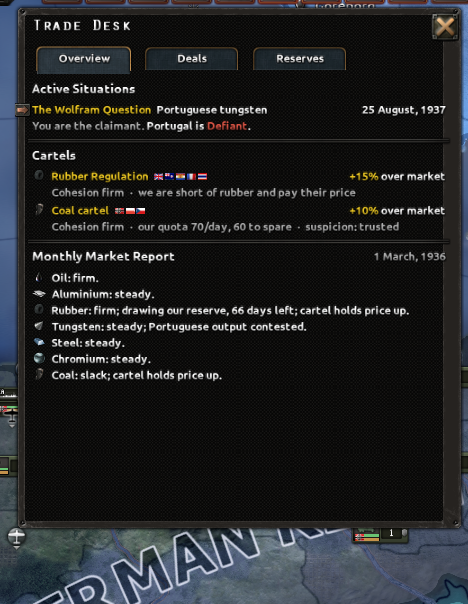 Trade Desk
Overview
Deals
Reserves
Active Situations
The Wolfram Question Portuguese tungsten 25 August, 1937
You are the claimant. Portugal is Defiant.
Cartels
Rubber Regulation +15% over market
Cohesion firm · we are short of rubber and pay their price
Coal cartel +10% over market
Cohesion firm · our quota 70/day, 60 to spare · suspicion: trusted
Monthly Market Report 1 March, 1936
Oil: firm.
Aluminium: steady.
Rubber: firm; drawing our reserve, 66 days left; cartel holds price up.
Tungsten: steady; Portuguese output contested.
Steel: steady.
Chromium: steady.
Coal: slack; cartel holds price up.
1
ERMAN RE